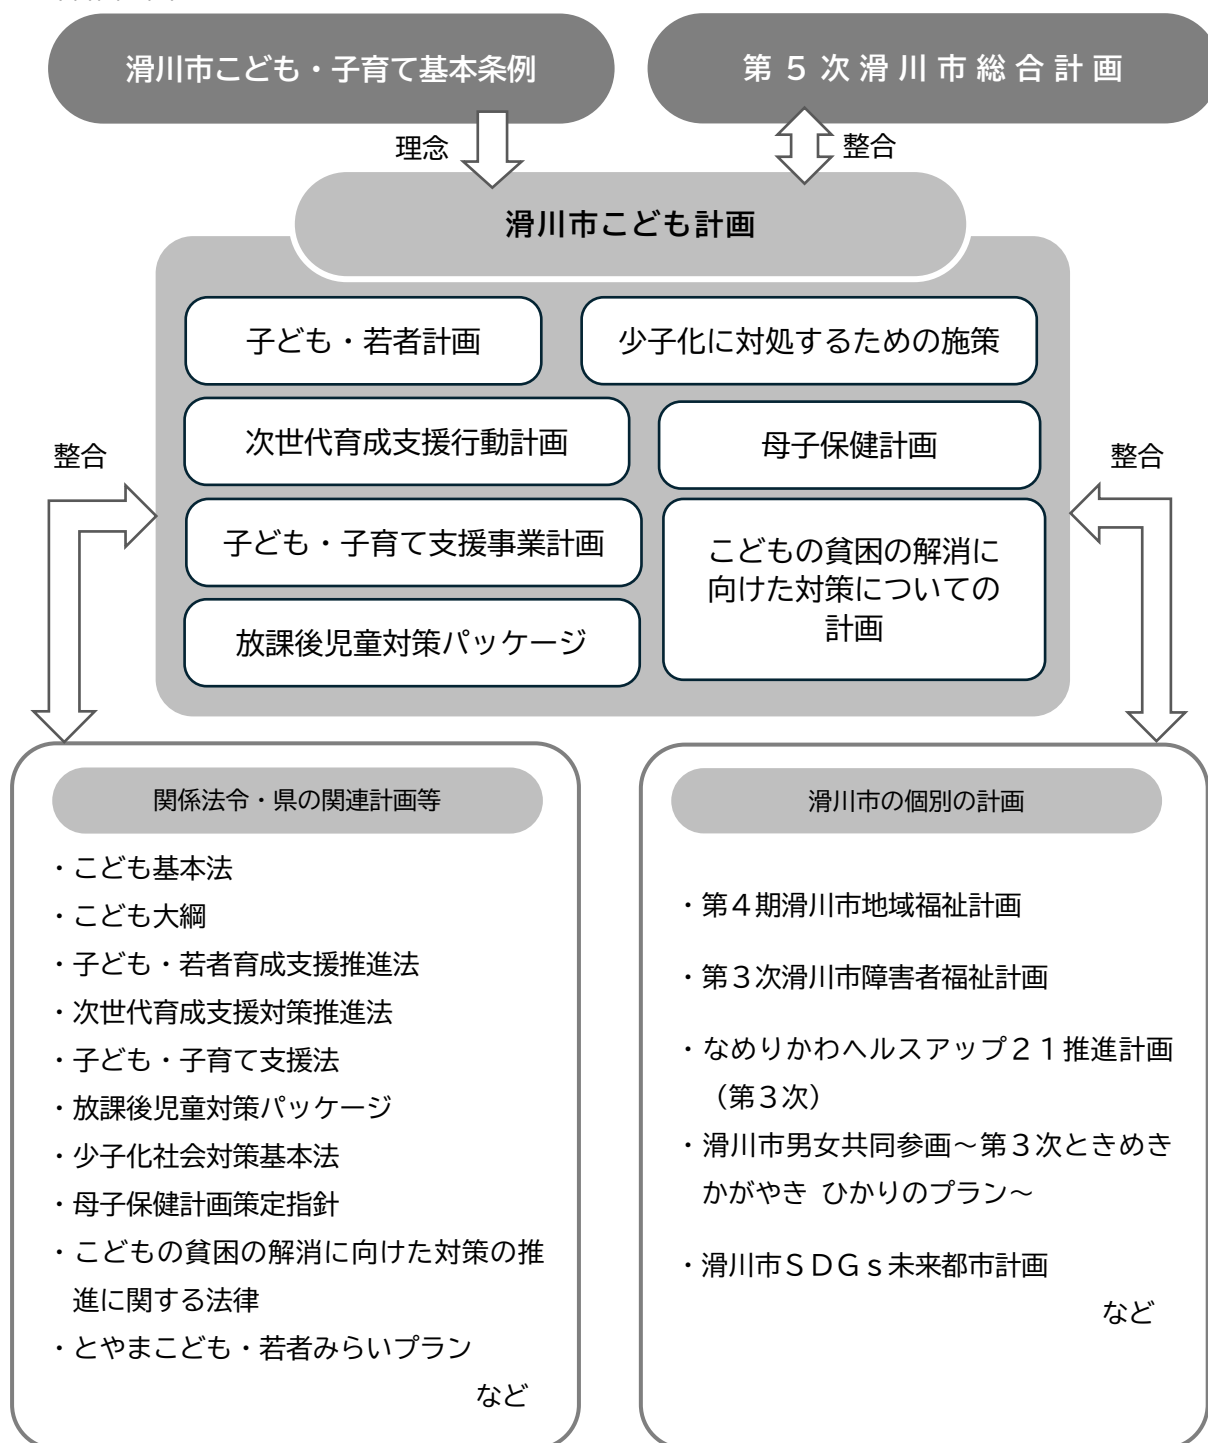 滑川市こども・子育て基本条例
第５次滑川市総合計画
理念
整合
滑川市こども計画
子ども・若者計画
少子化に対処するための施策
次世代育成支援行動計画
母子保健計画
子ども・子育て支援事業計画
こどもの貧困の解消に
向けた対策についての
計画
放課後児童対策パッケージ
整合
整合
関係法令・県の関連計画等
・こども基本法
・こども大綱
・子ども・若者育成支援推進法
・次世代育成支援対策推進法
・子ども・子育て支援法
・放課後児童対策パッケージ
・少子化社会対策基本法
・母子保健計画策定指針
・こどもの貧困の解消に向けた対策の推
進に関する法律
・とやまこども・若者みらいプラン
など
滑川市の個別の計画
・第４期滑川市地域福祉計画
・第３次滑川市障害者福祉計画
・なめりかわヘルスアップ２１推進計画
（第３次）
・滑川市男女共同参画～第３次ときめき
かがやき ひかりのプラン～
・滑川市ＳＤＧｓ未来都市計画
など